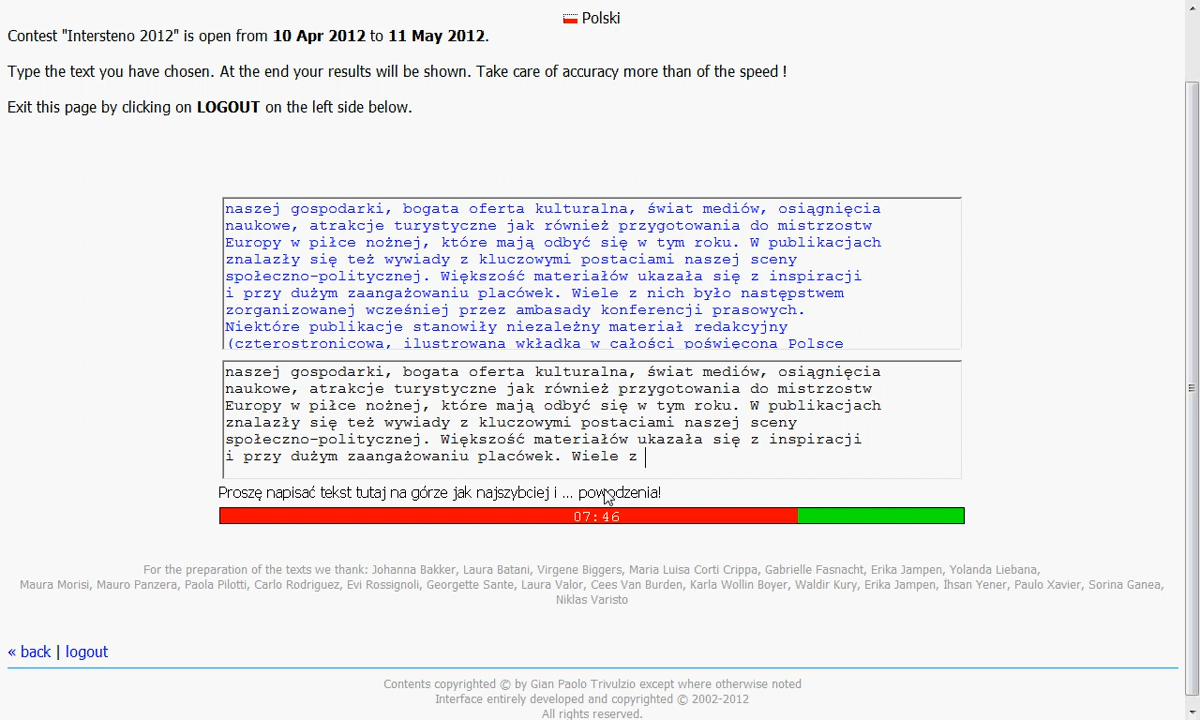 Polski
Contest "Intersteno 2012" is open from 10 Apr 2012 to 11 May 2012.
Type the text you have chosen. At the end your results will be shown. Take care of accuracy more than of the speed !
Exit this page by clicking on LOGOUT on the left side below.
naszej gospodarki, bogata oferta kulturalna, świat mediów, osiągnięcia
naukowe, atrakcje turystyczne jak również przygotowania do mistrzostw
Europy w piłce nożnej, które mają odbyć się w tym roku. W publikacjach
znalazły się też wywiady z kluczowymi postaciami naszej sceny
społeczno-politycznej. Większość materiałów ukazała się z inspiracji
i przy dużym zaangażowaniu placówek. Wiele z nich było następstwem
zorganizowanej wcześniej przez ambasady konferencji prasowych.
Niektóre publikacje stanowiły niezależny materiał redakcyjny
(czterostronicowa, ilustrowana wkładka w całości poświęcona Polsce
naszej gospodarki, bogata oferta kulturalna, świat mediów, osiągnięcia
naukowe, atrakcje turystyczne jak również przygotowania do mistrzostw
Europy w piłce nożnej, które mają odbyć się w tym roku. W publikacjach
znalazły się też wywiady z kluczowymi postaciami naszej sceny
społeczno-politycznej. Większość materiałów ukazała się z inspiracji
i przy dużym zaangażowaniu placówek. Wiele z
Proszę napisać tekst tutaj na górze jak najszybciej i ... powodzenia!
07:46
For the preparation of the texts we thank: Johanna Bakker, Laura Batani, Virgene Biggers, Maria Luisa Corti Crippa, Gabrielle Fasnacht, Erika Jampen, Yolanda Liebana,
Maura Morisi, Mauro Panzera, Paola Pilotti, Carlo Rodriguez, Evi Rossignoli, Georgette Sante, Laura Valor, Cees Van Burden, Karla Wollin Boyer, Waldir Kury, Erika Jampen, İhsan Yener, Paulo Xavier, Sorina Ganea,
Niklas Varisto
« back | logout
Contents copyrighted © by Gian Paolo Trivulzio except where otherwise noted
Interface entirely developed and copyrighted © 2002-2012
All rights reserved.